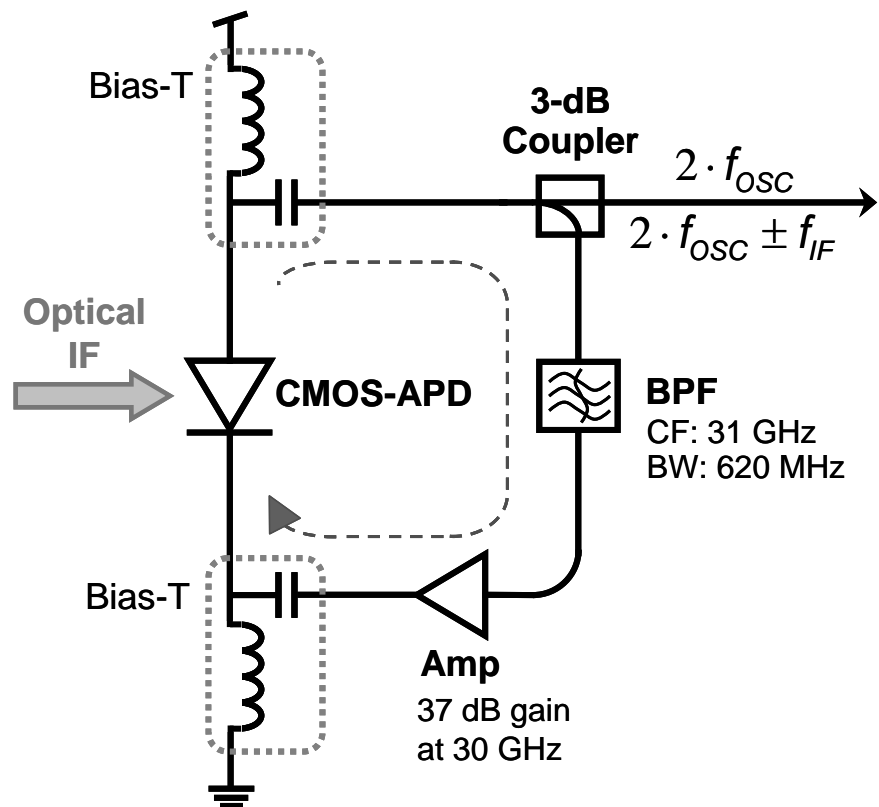 Bias-T
3-dB
Coupler
2 · fOSC
2 · fOSC ± fIF
Optical
IF
CMOS-APD
BPF
CF: 31 GHz
BW: 620 MHz
Bias-T
Amp
37 dB gain
at 30 GHz